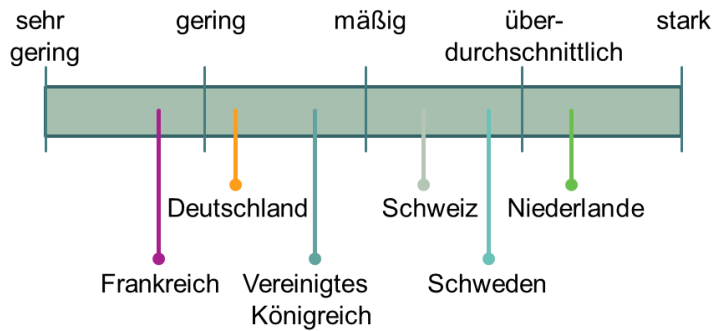 sehr gering
gering
mäßig
über-
durchschnittlich
stark
Deutschland
Schweiz
Niederlande
Frankreich
Vereinigtes
Königreich
Schweden